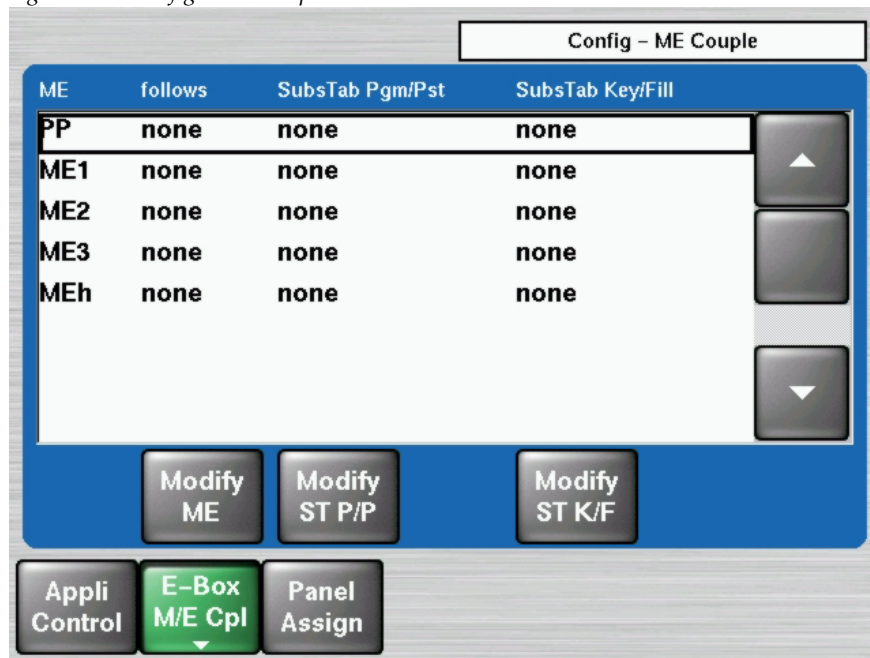 Config – ME Couple
ME follows SubsTab Pgm/Pst SubsTab Key/Fill
PP none none none
ME1 none none none
ME2 none none none
ME3 none none none
MEh none none none
Modify ME
Modify ST P/P
Modify ST K/F
Appli Control
E–Box M/E Cpl
Panel Assign